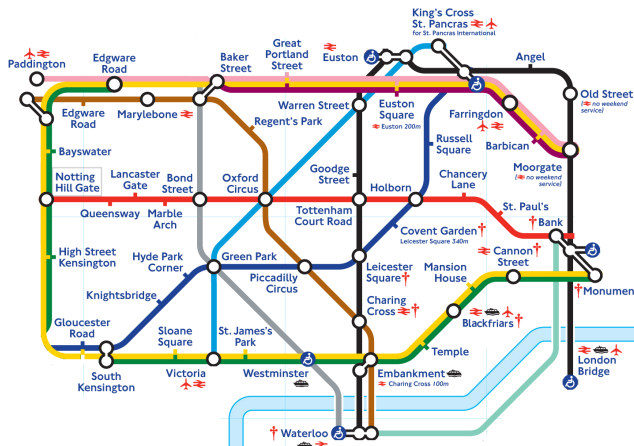 King's Cross
St. Pancras
for St. Pancras International
Euston
Angel
Paddington
Edgware
Road
Baker
Street
Great
Portland
Street
Old Street
(no weekend
service)
Edgware
Road
Marylebone
Regent's Park
Warren Street
Euston
Square
Euston 200m
Farringdon
Barbican
Moorgate
(no weekend
service)
Bayswater
Russell
Square
Goodge
Street
Notting
Hill Gate
Lancaster
Gate
Bond
Street
Oxford
Circus
Holborn
Chancery
Lane
Queensway
Marble
Arch
Tottenham
Court Road
St. Paul's
Bank
Covent Garden†
Leicester Square 340m
Cannon†
Street
High Street
Kensington
Hyde Park
Corner
Green Park
Piccadilly
Circus
Leicester
Square†
Mansion
House
†Monumen
Knightsbridge
Charing
Cross
Blackfriars†
Gloucester
Road
Sloane
Square
St. James's
Park
Temple
London
Bridge
South
Kensington
Victoria
Westminster
Embankment
Charing Cross 100m
†Waterloo